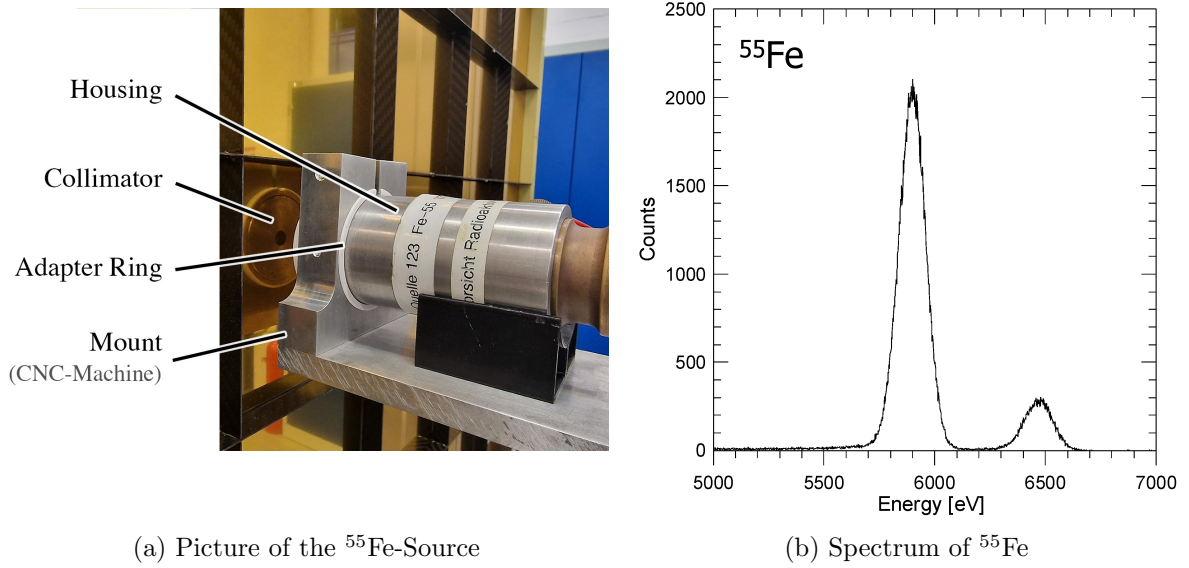 Housing
Collimator
Adapter Ring
Mount
(CNC-Machine)
Quelle 123 Fe-55
Vorsicht Radioakti
(a) Picture of the ⁵⁵Fe-Source
⁵⁵Fe
2500
2000
1500
1000
500
0
Counts
5000 5500 6000 6500 7000
Energy [eV]
(b) Spectrum of ⁵⁵Fe